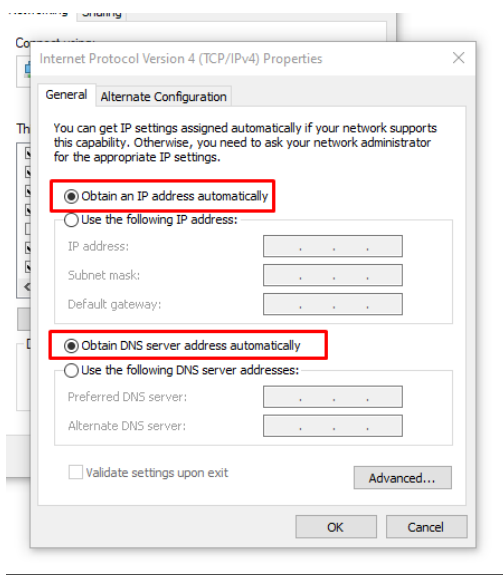 Sharing
Internet Protocol Version 4 (TCP/IPv4) Properties
General Alternate Configuration
Th
You can get IP settings assigned automatically if your network supports
this capability. Otherwise, you need to ask your network administrator
for the appropriate IP settings.
Obtain an IP address automatically
Use the following IP address:
IP address:
Subnet mask:
Default gateway:
Obtain DNS server address automatically
Use the following DNS server addresses:
Preferred DNS server:
Alternate DNS server:
Validate settings upon exit
Advanced...
OK Cancel